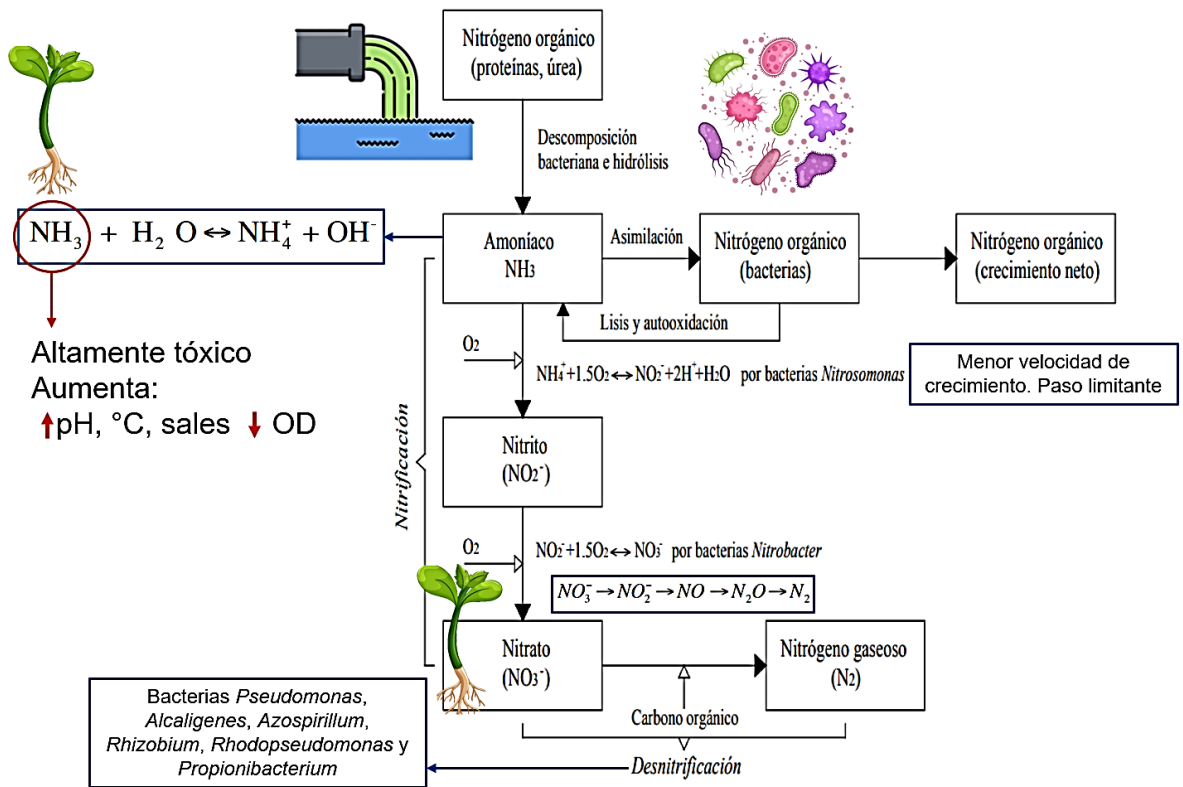 Nitrógeno orgánico
(proteínas, úrea)
Descomposición
bacteriana e hidrólisis
NH₃ + H₂ O ⇔ NH₄⁺ + OH⁻
Amoníaco
NH₃
Asimilación
Nitrógeno orgánico
(bacterias)
Nitrógeno orgánico
(crecimiento neto)
Lisis y autooxidación
Altamente tóxico
Aumenta:
↑pH, °C, sales ↓ OD
O₂
NH₄⁺+1.5O₂⇔NO₂⁻+2H⁺+H₂O por bacterias Nitrosomonas
Menor velocidad de
crecimiento. Paso limitante
Nitrificación
Nitrito
(NO₂⁻)
O₂
NO₂⁻+1.5O₂⇔NO₃⁻ por bacterias Nitrobacter
NO₃⁻→NO₂⁻→NO→N₂O→N₂
Nitrato
(NO₃⁻)
Nitrógeno gaseoso
(N₂)
Carbono orgánico
Desnitrificación
Bacterias Pseudomonas,
Alcaligenes, Azospirillum,
Rhizobium, Rhodopseudomonas y
Propionibacterium